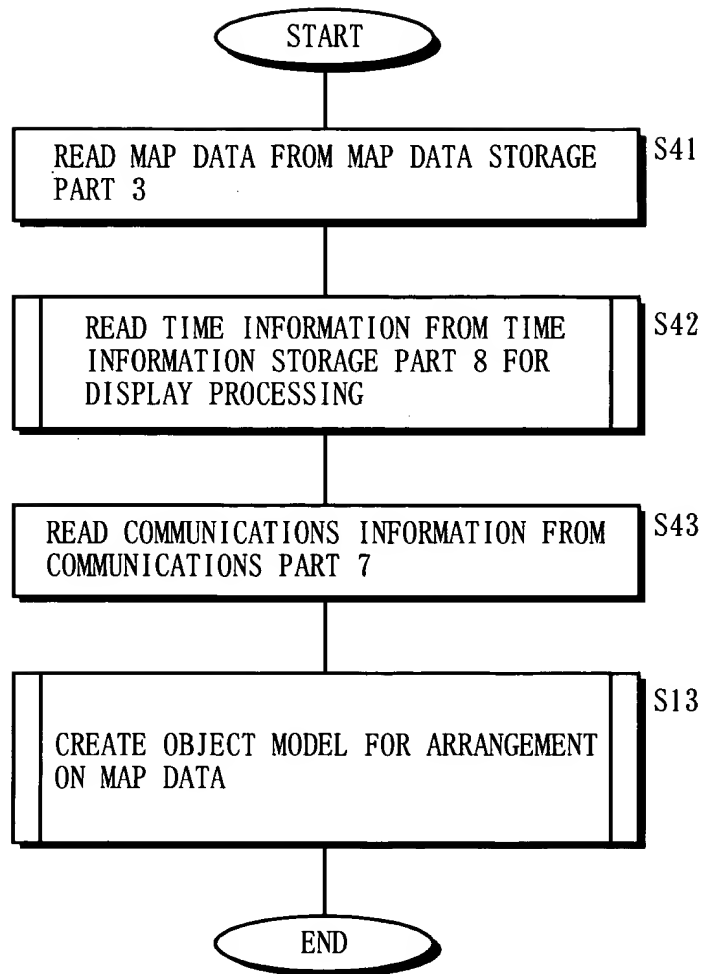 START
READ MAP DATA FROM MAP DATA STORAGE
PART 3
S41
READ TIME INFORMATION FROM TIME
INFORMATION STORAGE PART 8 FOR
DISPLAY PROCESSING
S42
READ COMMUNICATIONS INFORMATION FROM
COMMUNICATIONS PART 7
S43
CREATE OBJECT MODEL FOR ARRANGEMENT
ON MAP DATA
S13
END